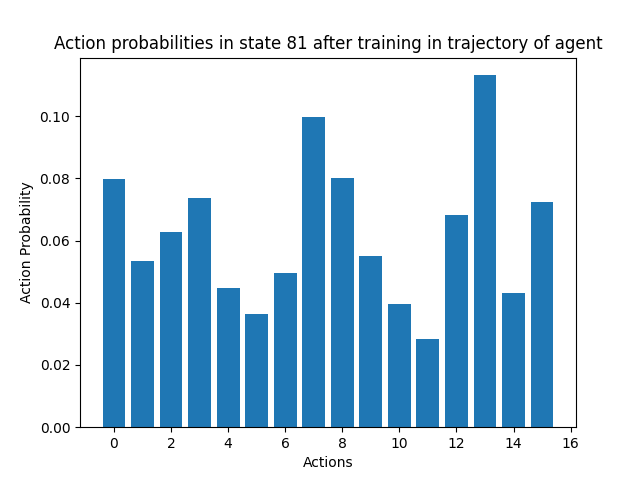 Action probabilities in state 81 after training in trajectory of agent
0.10
0.08
0.06
0.04
0.02
0.00
Action Probability
0 2 4 6 8 10 12 14 16
Actions